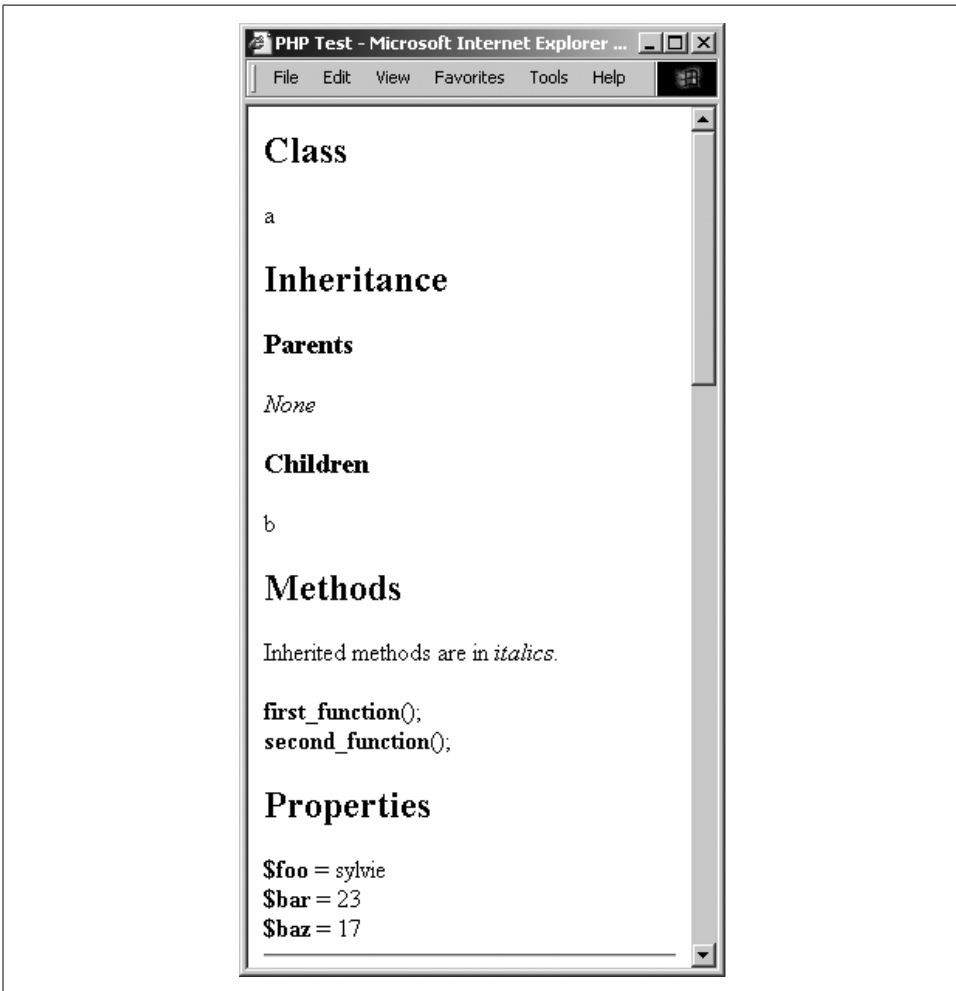 PHP Test - Microsoft Internet Explorer ...
File Edit View Favorites Tools Help
Class
a
Inheritance
Parents
None
Children
b
Methods
Inherited methods are in italics.
first_function();
second_function();
Properties
$foo = sylvie
$bar = 23
$baz = 17